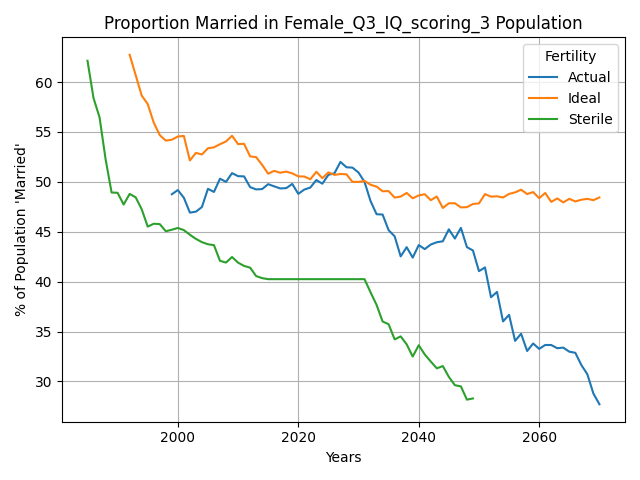 Proportion Married in Female_Q3_IQ_scoring_3 Population
% of Population 'Married'
60
55
50
45
40
35
30
Fertility
Actual
Ideal
Sterile
2000 2020 2040 2060
Years